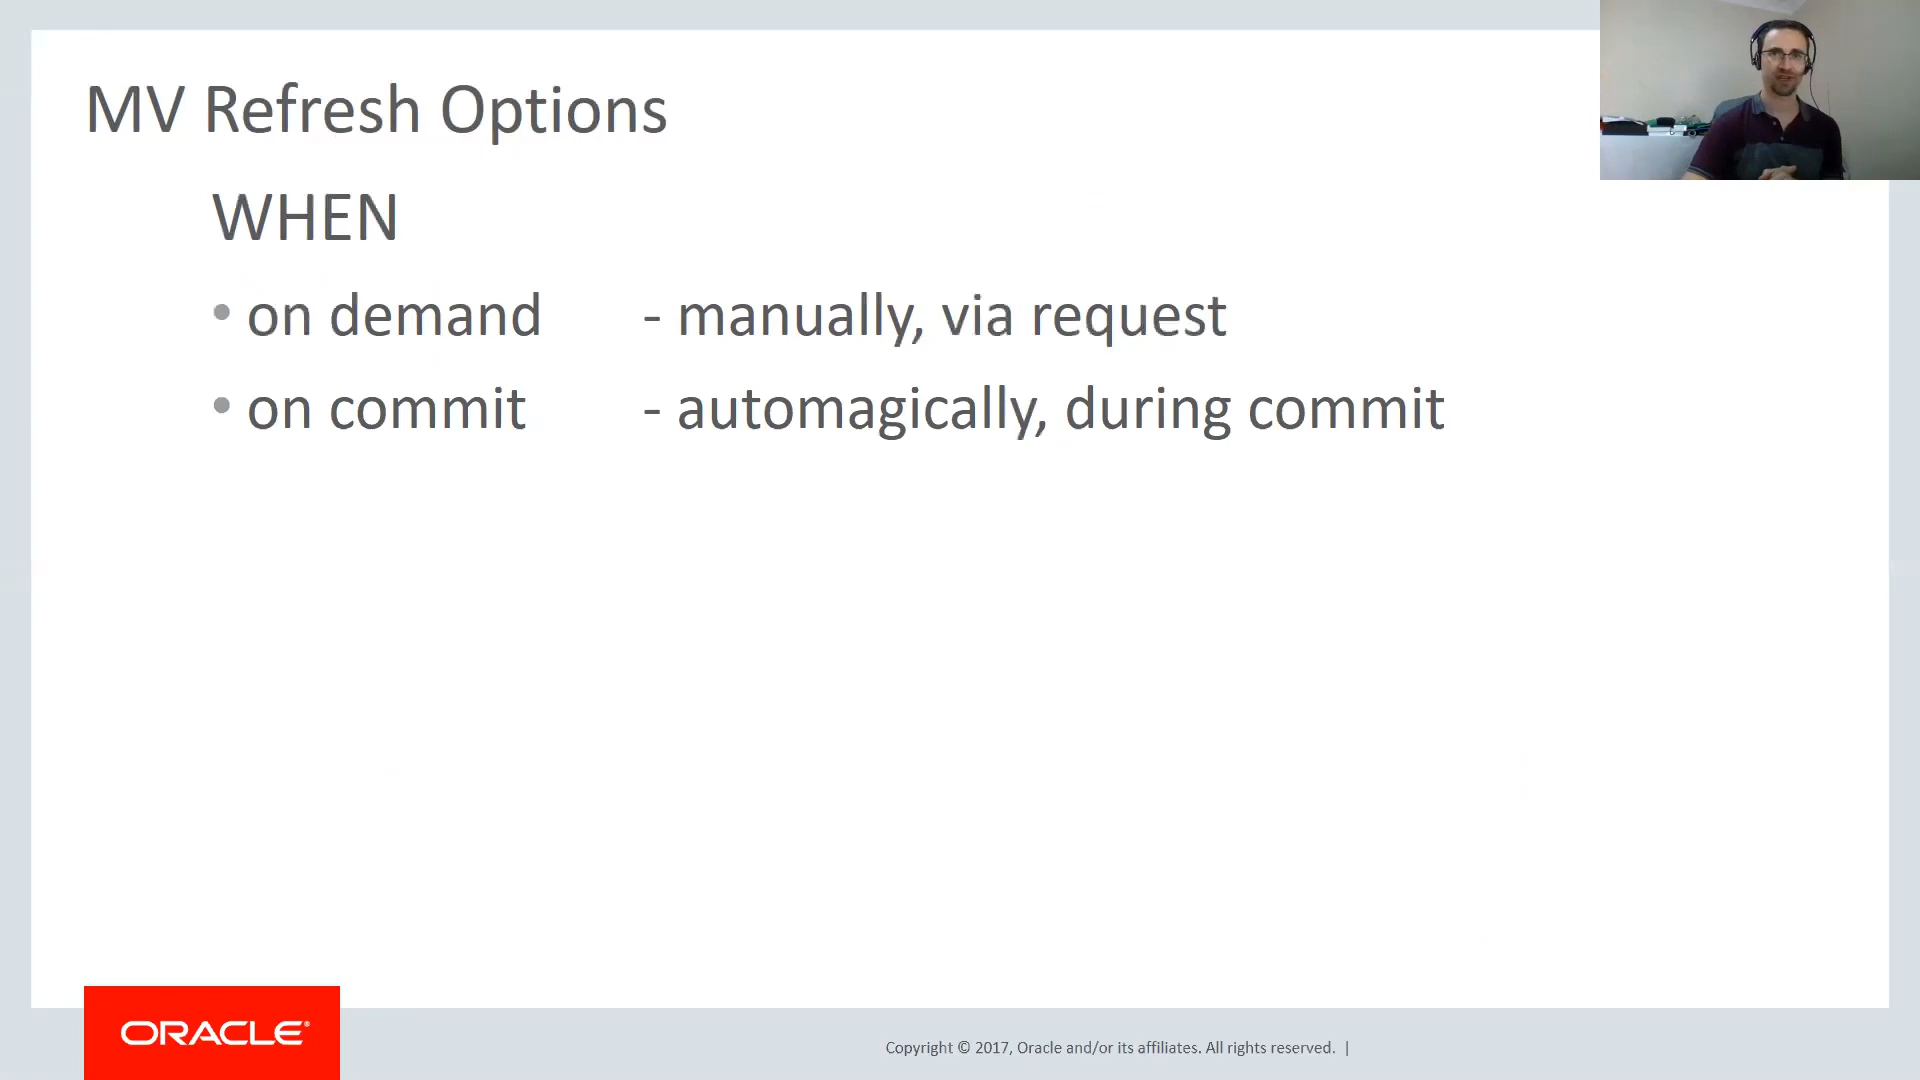 MV Refresh Options
WHEN
• on demand - manually, via request
• on commit - automagically, during commit
ORACLE®
Copyright © 2017, Oracle and/or its affiliates. All rights reserved. |